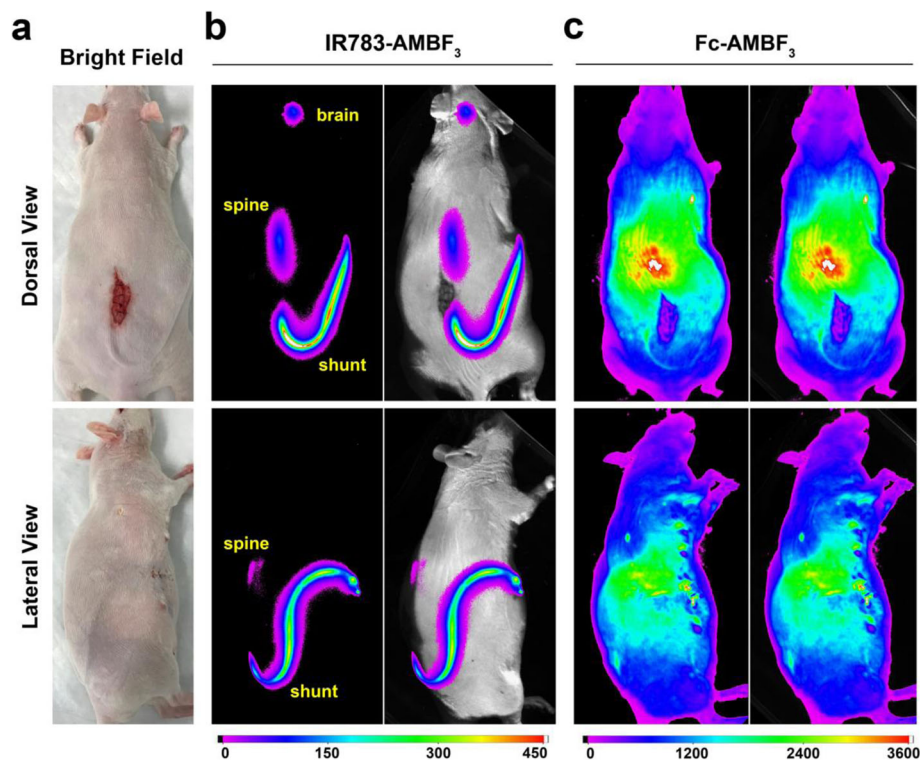 a
b
c
Bright Field
IR783-AMBF3
Fc-AMBF3
Dorsal View
brain
spine
shunt
Lateral View
spine
shunt
0 150 300 450
0 1200 2400 3600